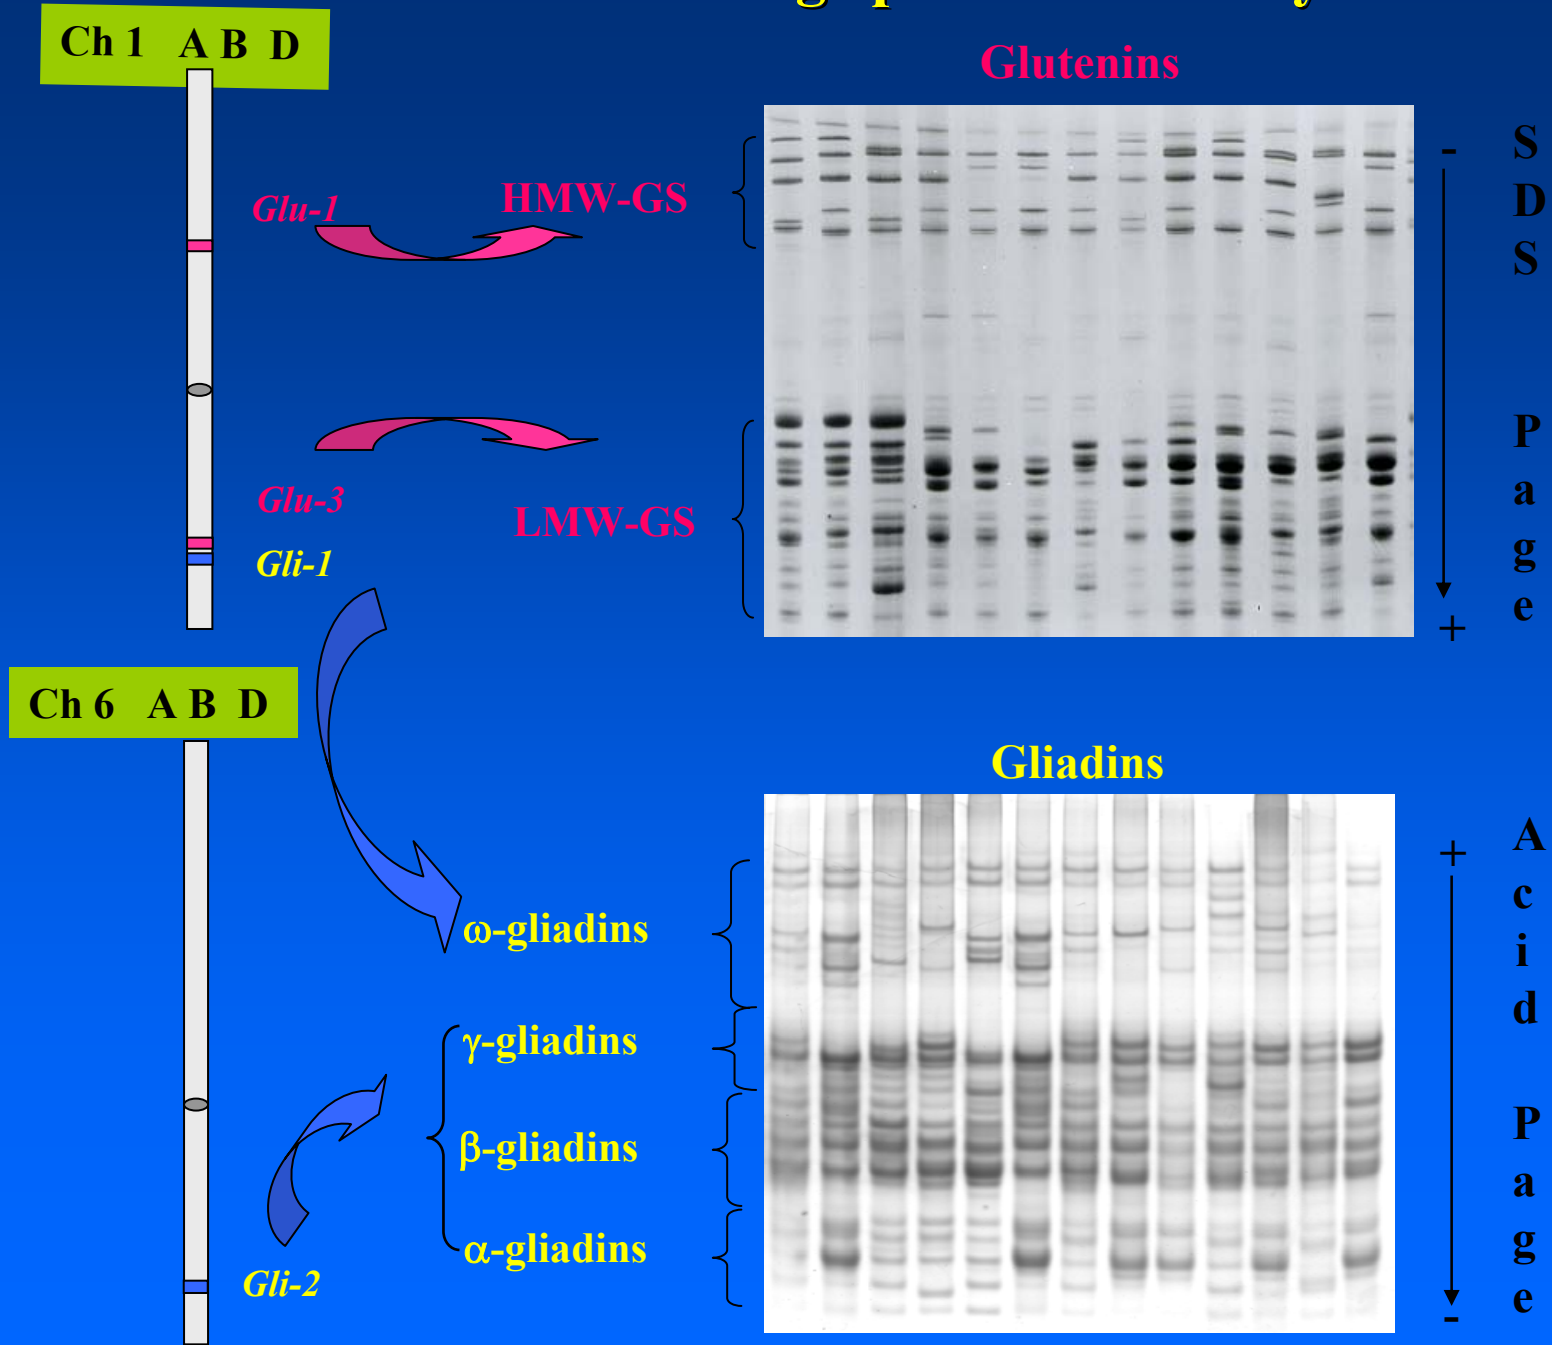 Ch 1 A B D
Glutenins
Glu-1
HMW-GS
Glu-3
LMW-GS
Gli-1
-
S
D
S
P
a
g
e
+
Ch 6 A B D
Gliadins
ω-gliadins
γ-gliadins
β-gliadins
α-gliadins
Gli-2
+
A
c
i
d
P
a
g
e
-